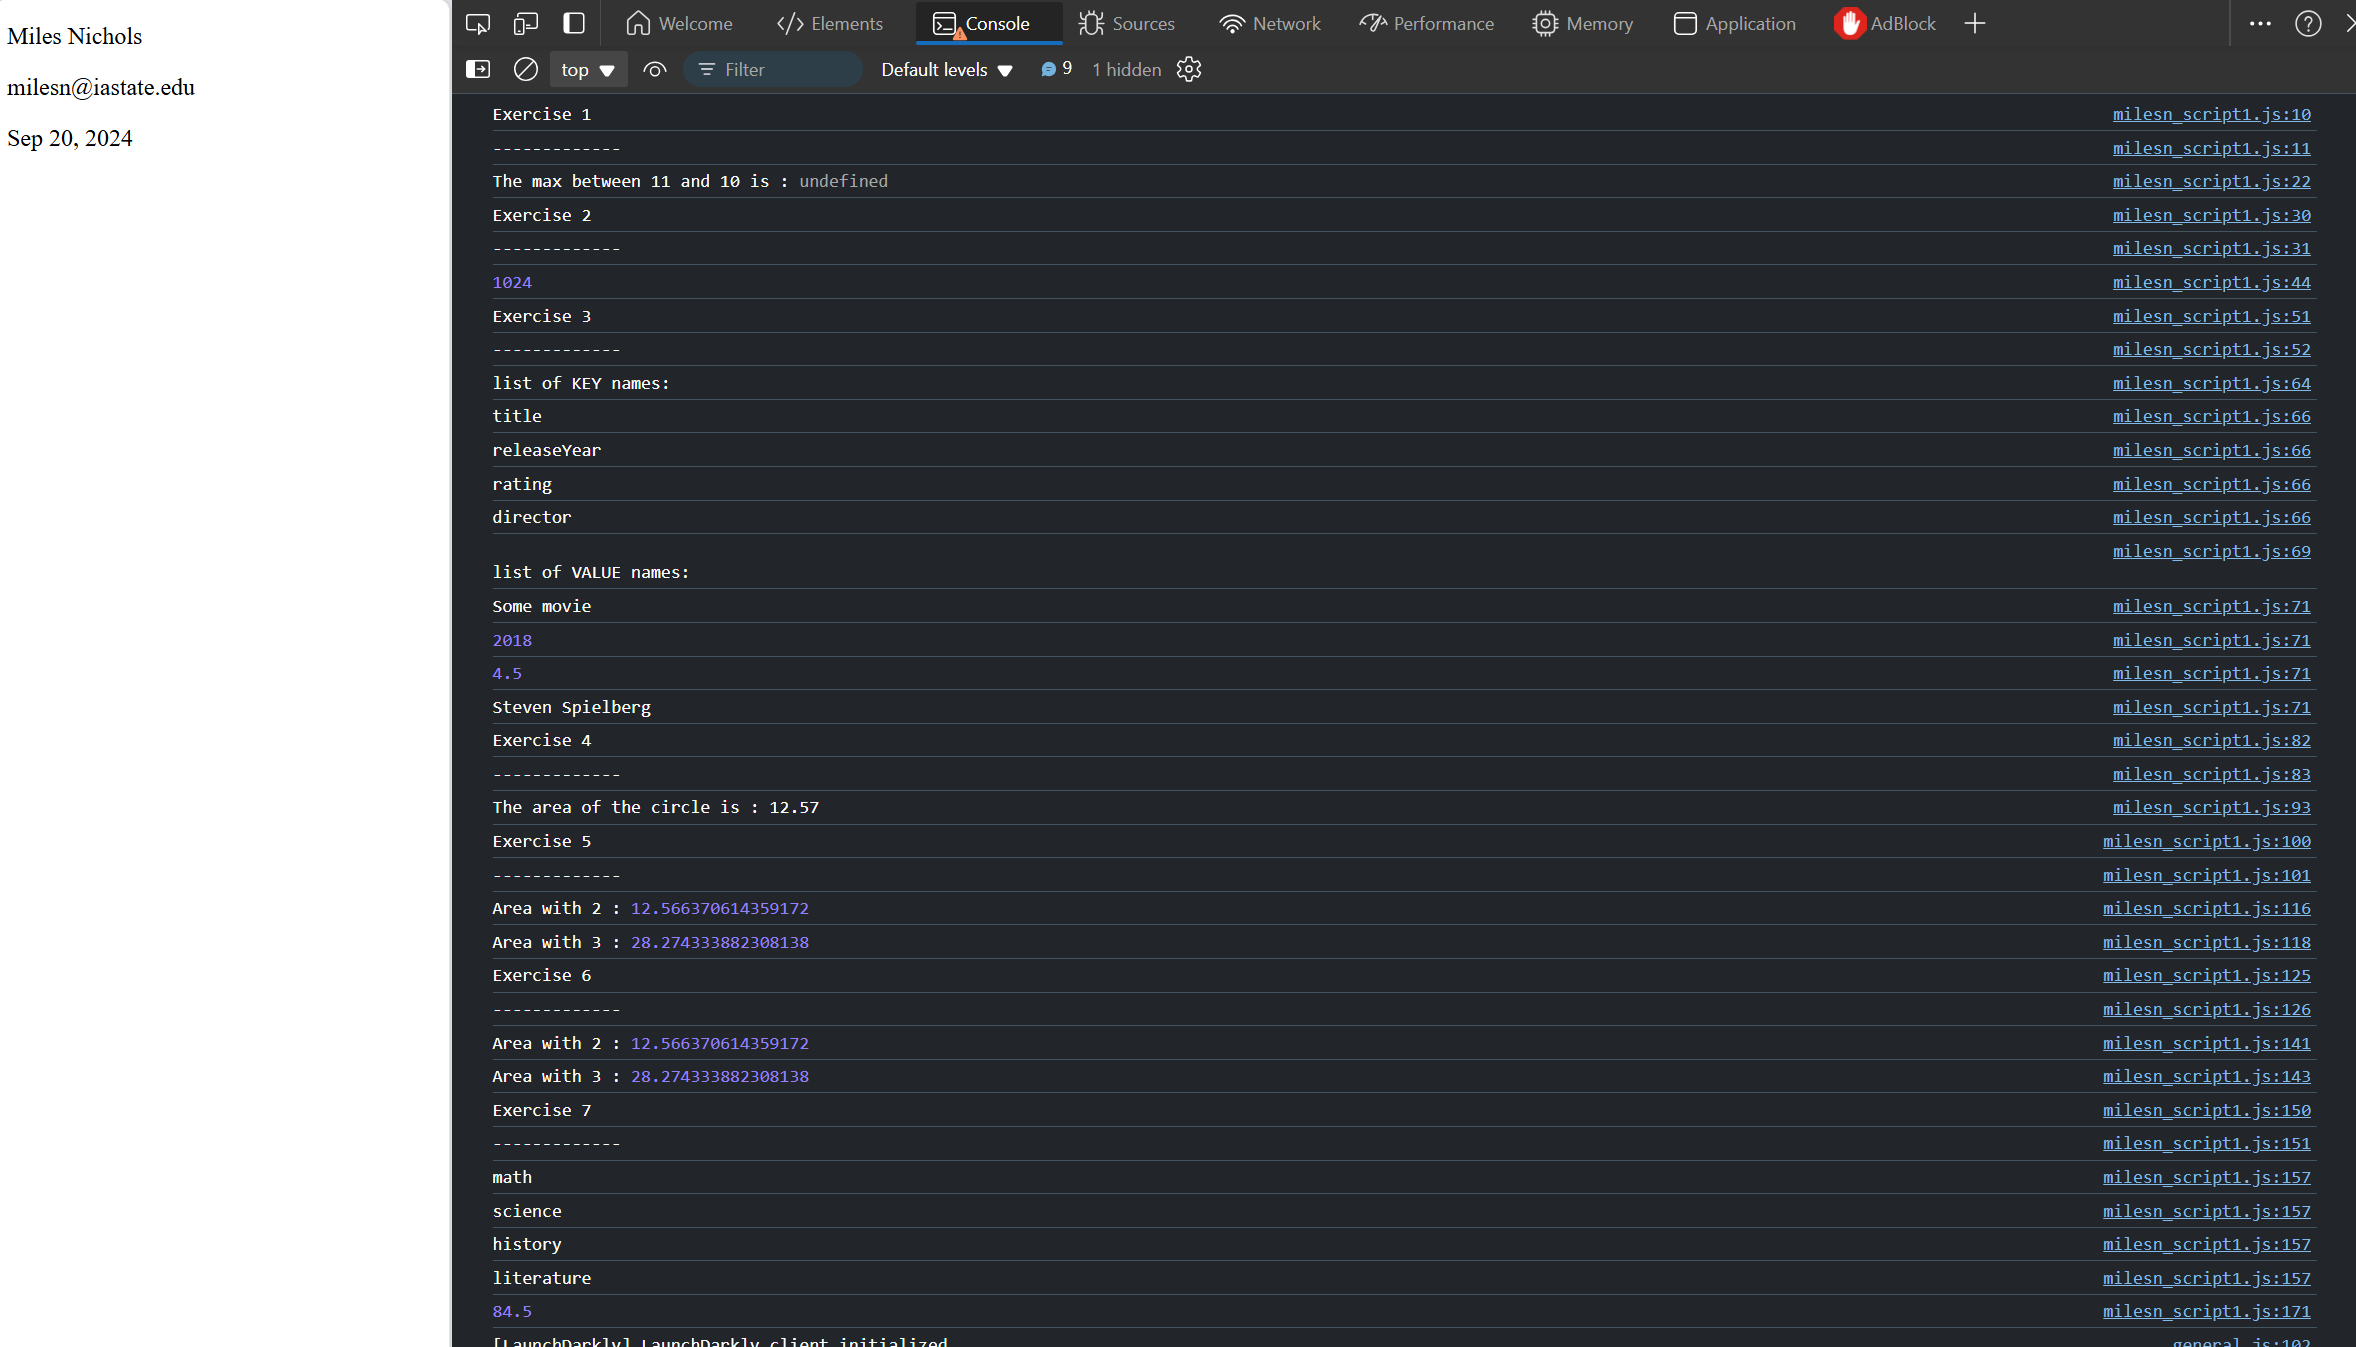 Miles Nichols
milesn@iastate.edu
Sep 20, 2024
Welcome Elements Console Sources Network Performance Memory Application AdBlock
top Filter Default levels 9 1 hidden
Exercise 1 milesn_script1.js:10
------------- milesn_script1.js:11
The max between 11 and 10 is : undefined milesn_script1.js:22
Exercise 2 milesn_script1.js:30
------------- milesn_script1.js:31
1024 milesn_script1.js:44
Exercise 3 milesn_script1.js:51
------------- milesn_script1.js:52
list of KEY names: milesn_script1.js:64
title milesn_script1.js:66
releaseYear milesn_script1.js:66
rating milesn_script1.js:66
director milesn_script1.js:66
milesn_script1.js:69
list of VALUE names:
Some movie milesn_script1.js:71
2018 milesn_script1.js:71
4.5 milesn_script1.js:71
Steven Spielberg milesn_script1.js:71
Exercise 4 milesn_script1.js:82
------------- milesn_script1.js:83
The area of the circle is : 12.57 milesn_script1.js:93
Exercise 5 milesn_script1.js:100
------------- milesn_script1.js:101
Area with 2 : 12.566370614359172 milesn_script1.js:116
Area with 3 : 28.274333882308138 milesn_script1.js:118
Exercise 6 milesn_script1.js:125
------------- milesn_script1.js:126
Area with 2 : 12.566370614359172 milesn_script1.js:141
Area with 3 : 28.274333882308138 milesn_script1.js:143
Exercise 7 milesn_script1.js:150
------------- milesn_script1.js:151
math milesn_script1.js:157
science milesn_script1.js:157
history milesn_script1.js:157
literature milesn_script1.js:157
84.5 milesn_script1.js:171
[LaunchDarkly] LaunchDarkly client initialized general.js:102